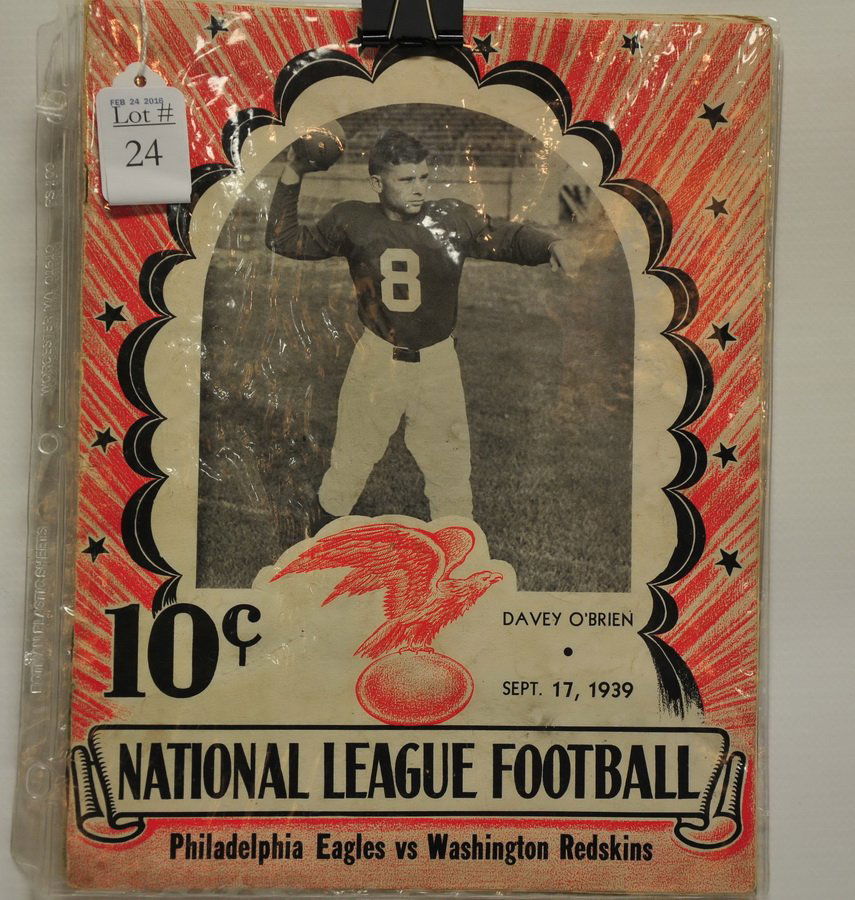 FEB 24 2016
Lot #
24
8
10¢
DAVEY O'BRIEN
•
SEPT. 17, 1939
NATIONAL LEAGUE FOOTBALL
Philadelphia Eagles vs Washington Redskins